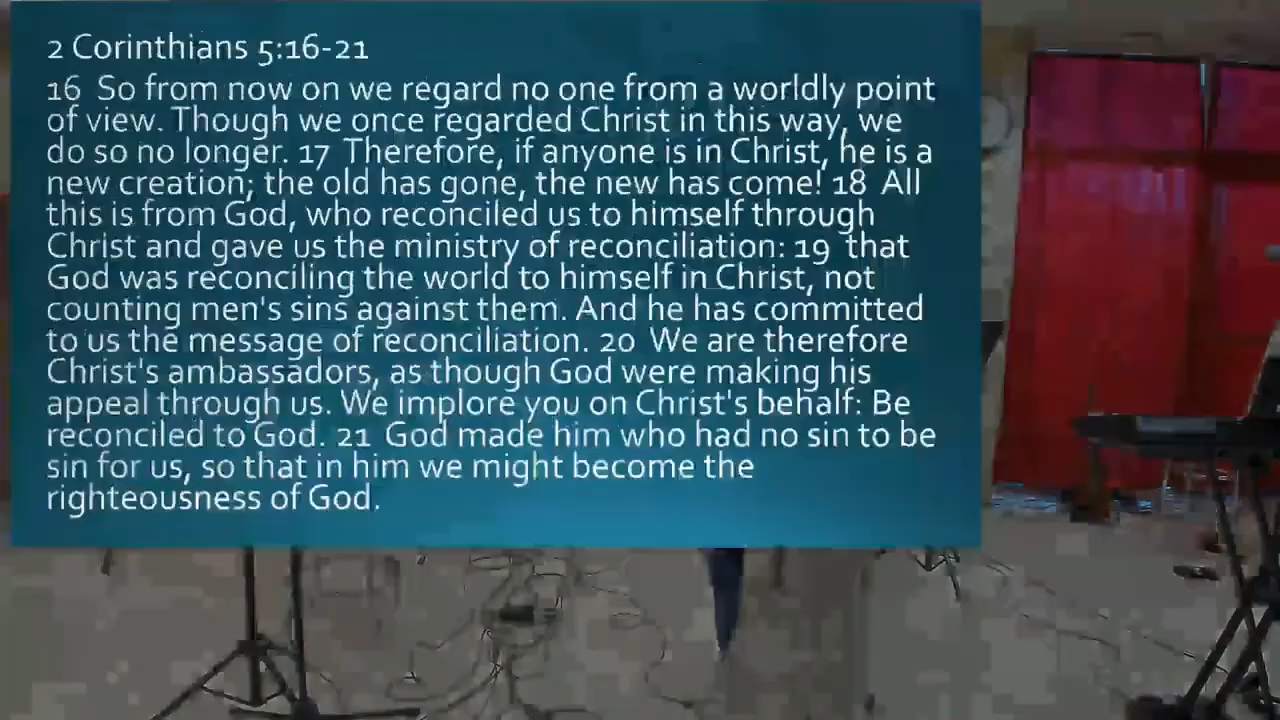 2 Corinthians 5:16-21
16 So from now on we regard no one from a worldly point
of view. Though we once regarded Christ in this way, we
do so no longer. 17 Therefore, if anyone is in Christ, he is a
new creation; the old has gone, the new has come! 18 All
this is from God, who reconciled us to himself through
Christ and gave us the ministry of reconciliation: 19 that
God was reconciling the world to himself in Christ, not
counting men's sins against them. And he has committed
to us the message of reconciliation. 20 We are therefore
Christ's ambassadors, as though God were making his
appeal through us. We implore you on Christ's behalf: Be
reconciled to God. 21 God made him who had no sin to be
sin for us, so that in him we might become the
righteousness of God.